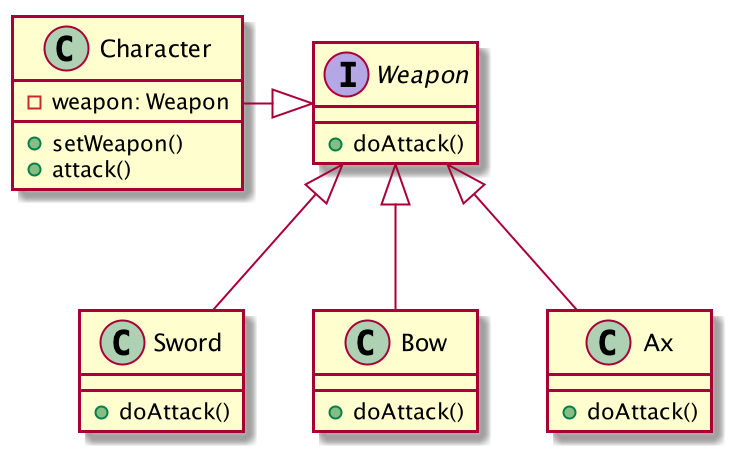 C Character
weapon: Weapon
setWeapon()
attack()
I Weapon
doAttack()
C Sword
doAttack()
C Bow
doAttack()
C Ax
doAttack()